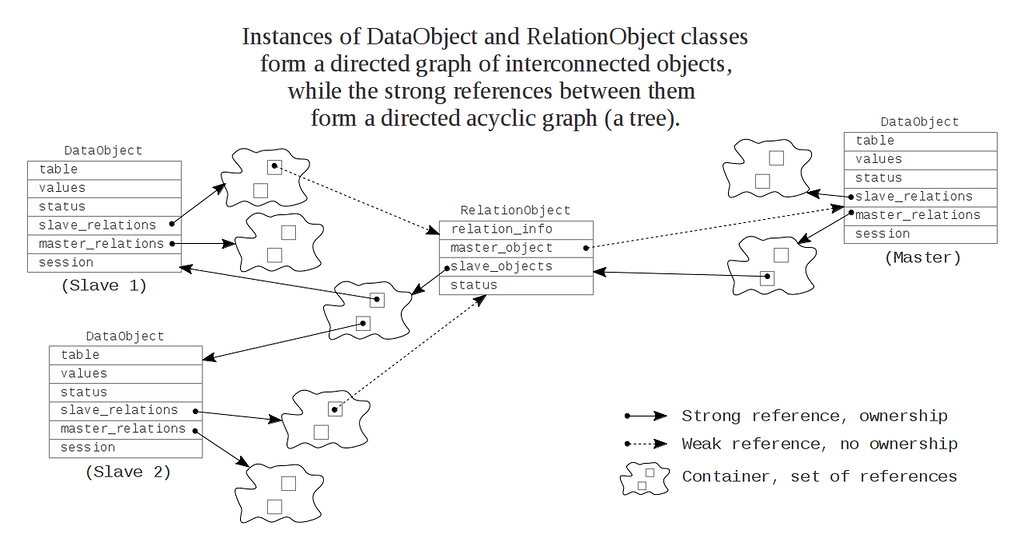 Instances of DataObject and RelationObject classes
form a directed graph of interconnected objects,
while the strong references between them
form a directed acyclic graph (a tree).
DataObject
table
values
status
slave_relations
master_relations
session
(Slave 1)
RelationObject
relation_info
master_object
slave_objects
status
DataObject
table
values
status
slave_relations
master_relations
session
(Master)
DataObject
table
values
status
slave_relations
master_relations
session
(Slave 2)
Strong reference, ownership
Weak reference, no ownership
Container, set of references